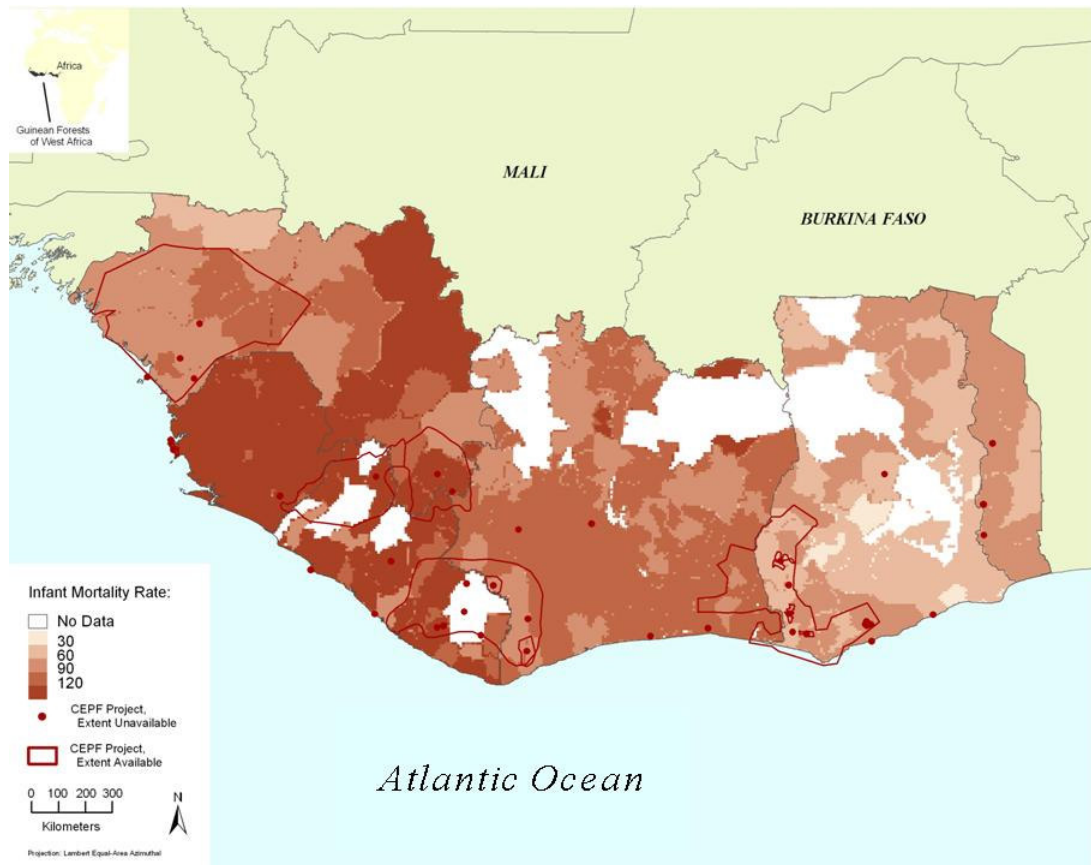 Africa
Guinean Forests
of West Africa
MALI
BURKINA FASO
Infant Mortality Rate:
No Data
30
60
90
120
CEPF Project,
Extent Unavailable
CEPF Project,
Extent Available
0 100 200 300
Kilometers
N
Projection: Lambert Equal-Area Azimuthal
Atlantic Ocean